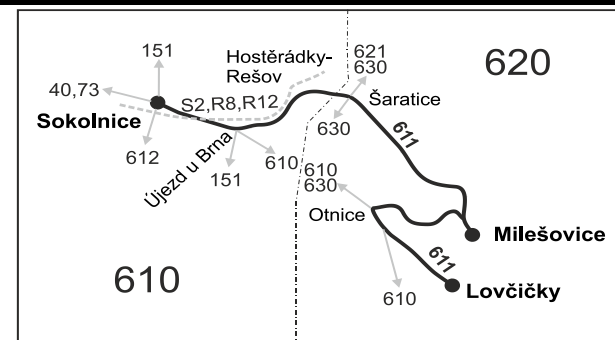 151
Hostěrádky-
Rešov
621
630
620
40,73
S2,R8,R12
Šaratice
Sokolnice
630
611
612
Újezd u Brna
151
610
610
630
Otnice
Milešovice
611
610
610
Lovčičky